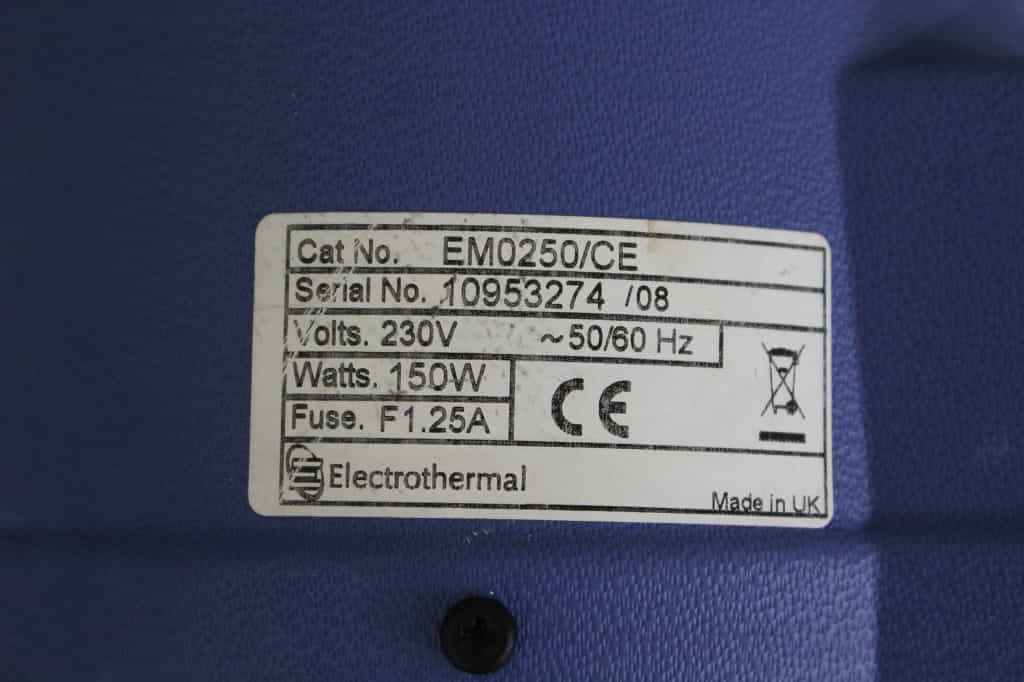 Cat No. EM0250/CE
Serial No. 10953274 /08
Volts. 230V ~50/60 Hz
Watts. 150W
Fuse. F1.25A
CE
Electrothermal
Made in UK